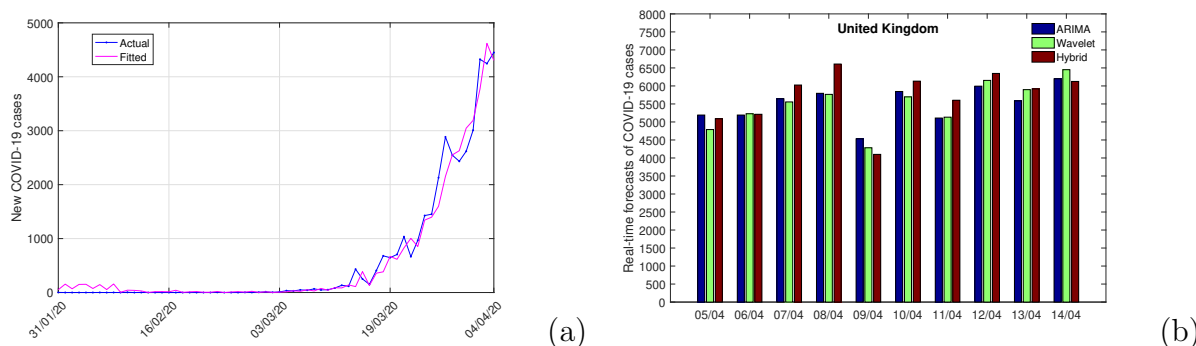 5000
4000
3000
2000
1000
0
New COVID-19 cases
Actual
Fitted
31/01/20
16/02/20
03/03/20
19/03/20
04/04/20
(a)
8000
7500
7000
6500
6000
5500
5000
4500
4000
3500
3000
2500
2000
1500
1000
500
0
Real-time forecasts of COVID-19 cases
United Kingdom
ARIMA
Wavelet
Hybrid
05/04 06/04 07/04 08/04 09/04 10/04 11/04 12/04 13/04 14/04
(b)